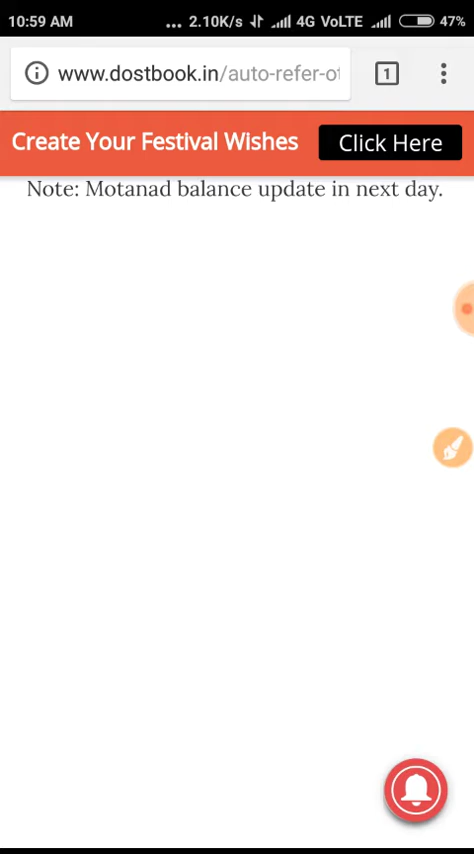 10:59 AM ... 2.10K/s 4G VoLTE 47%
www.dostbook.in/auto-refer-ot 1
Create Your Festival Wishes Click Here
Note: Motanad balance update in next day.